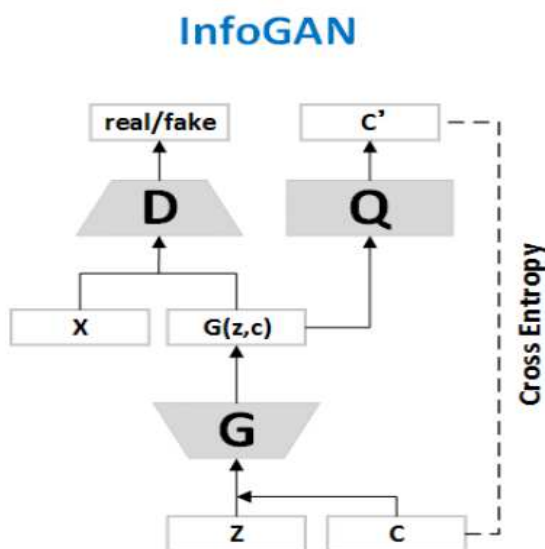 InfoGAN
real/fake
C'
D
Q
X
G(z,c)
Cross Entropy
G
Z
C